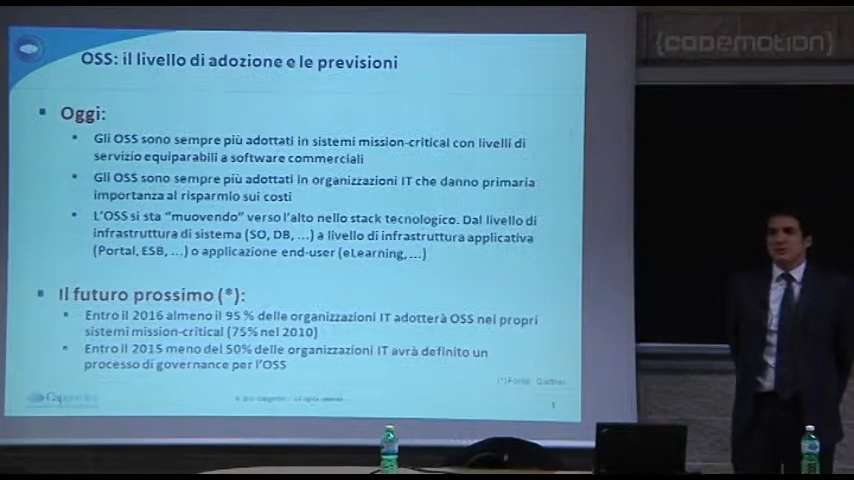 {codemotion}
OSS: il livello di adozione e le previsioni
Oggi:
Gli OSS sono sempre più adottati in sistemi mission-critical con livelli di
servizio equiparabili a software commerciali
Gli OSS sono sempre più adottati in organizzazioni IT che danno primaria
importanza al risparmio sui costi
L'OSS si sta "muovendo" verso l'alto nello stack tecnologico. Dal livello di
infrastruttura di sistema (SO, DB, ...) a livello di infrastruttura applicativa
(Portal, ESB, ...) o applicazione end-user (eLearning, ...)
Il futuro prossimo (*):
Entro il 2016 almeno il 95% delle organizzazioni IT adotterà OSS nei propri
sistemi mission-critical (75% nel 2010)
Entro il 2015 meno del 50% delle organizzazioni IT avrà definito un
processo di governance per l'OSS
(*)Fonte: Gartner
Capgemini